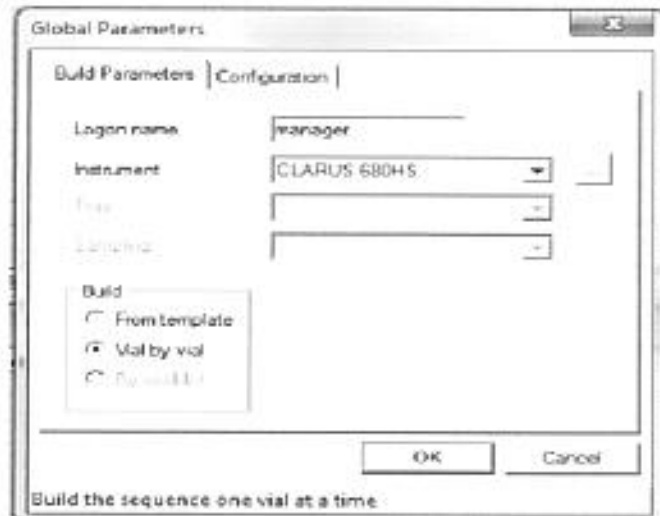 Global Parameters
Build Parameters
Configuration
Logon name
manager
Instrument
CLARUS 680HS
...
Tray
Build
From template
Vial by vial
OK
Cancel
Build the sequence one vial at a time